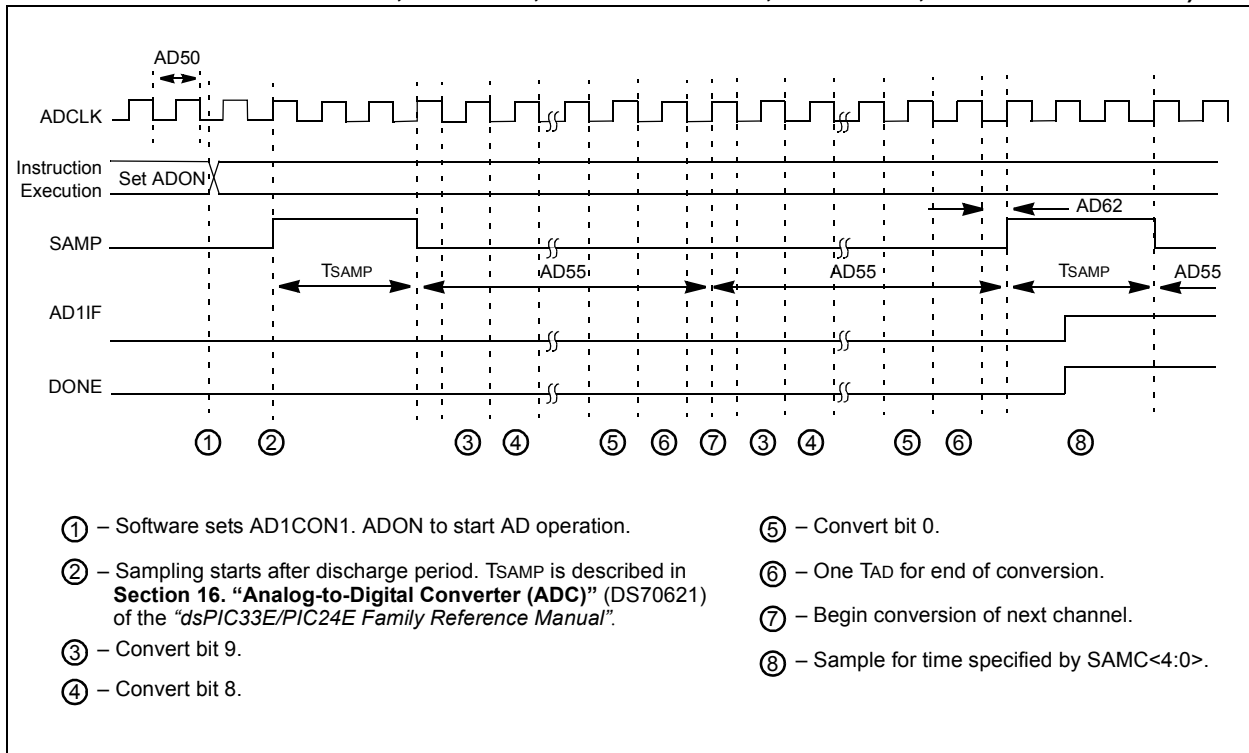 AD50
ADCLK
Instruction
Execution
Set ADON
AD62
SAMP
TSAMP
AD55
AD55
TSAMP
AD55
AD1IF
DONE
1 2 3 4 5 6 7 3 4 5 6 8
1 – Software sets AD1CON1. ADON to start AD operation.
2 – Sampling starts after discharge period. TSAMP is described in
Section 16. “Analog-to-Digital Converter (ADC)” (DS70621)
of the “dsPIC33E/PIC24E Family Reference Manual”.
3 – Convert bit 9.
4 – Convert bit 8.
5 – Convert bit 0.
6 – One TAD for end of conversion.
7 – Begin conversion of next channel.
8 – Sample for time specified by SAMC<4:0>.